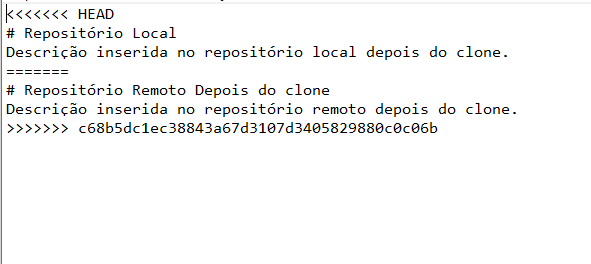 <<<<<<< HEAD
# Repositório Local
Descrição inserida no repositório local depois do clone.
=======
# Repositório Remoto Depois do clone
Descrição inserida no repositório remoto depois do clone.
>>>>>>> c68b5dc1ec38843a67d3107d3405829880c0c06b